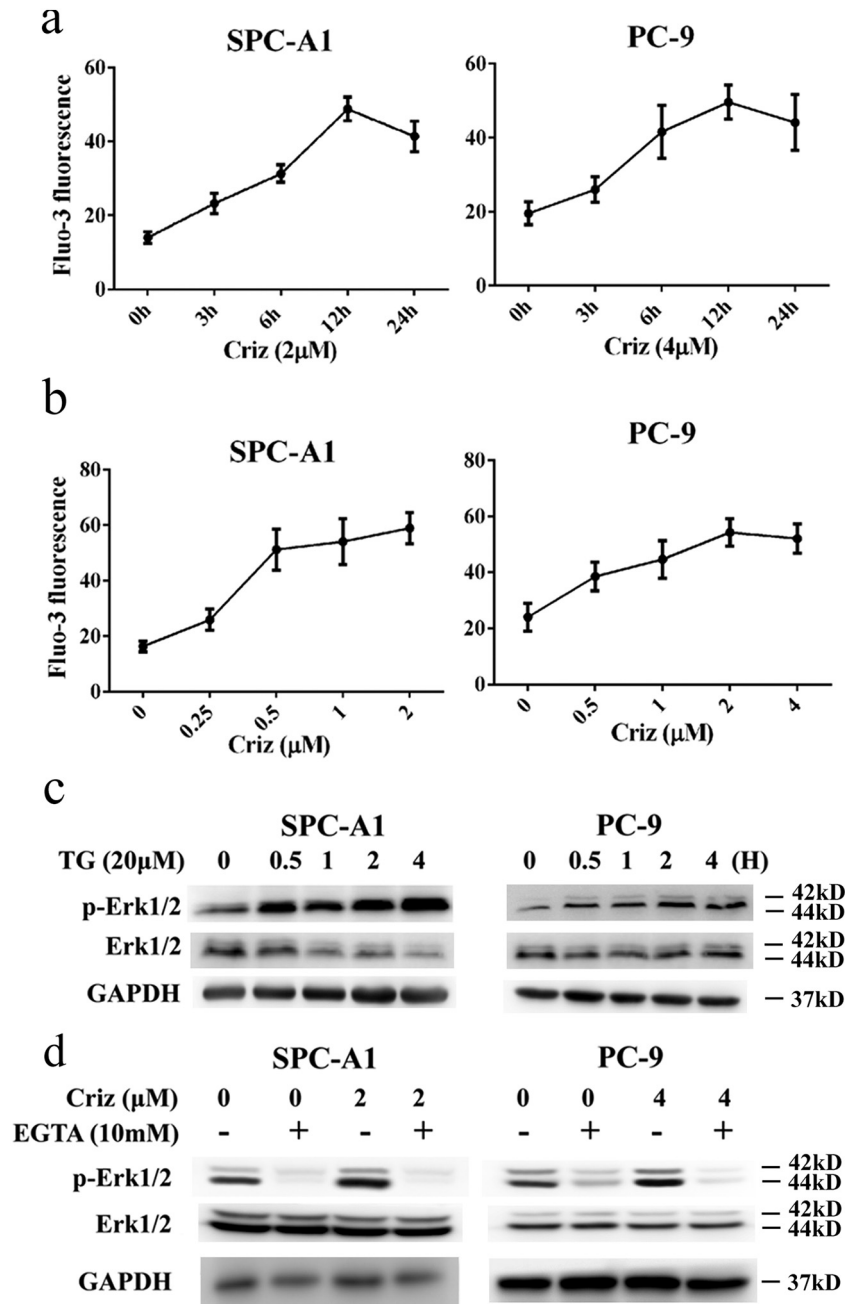 a
SPC-A1
PC-9
Fluo-3 fluorescence
60
40
20
0
0h 3h 6h 12h 24h
Criz (2μM)
60
40
20
0
0h 3h 6h 12h 24h
Criz (4μM)
b
SPC-A1
PC-9
Fluo-3 fluorescence
80
60
40
20
0
0 0.25 0.5 1 2
Criz (μM)
80
60
40
20
0
0 0.5 1 2 4
Criz (μM)
c
SPC-A1 PC-9
TG (20μM) 0 0.5 1 2 4 0 0.5 1 2 4 (H)
p-Erk1/2 42kD
44kD
Erk1/2 42kD
44kD
GAPDH 37kD
d
SPC-A1 PC-9
Criz (μM) 0 0 2 2 0 0 4 4
EGTA (10mM) - + - + - + - +
p-Erk1/2 42kD
44kD
Erk1/2 42kD
44kD
GAPDH 37kD